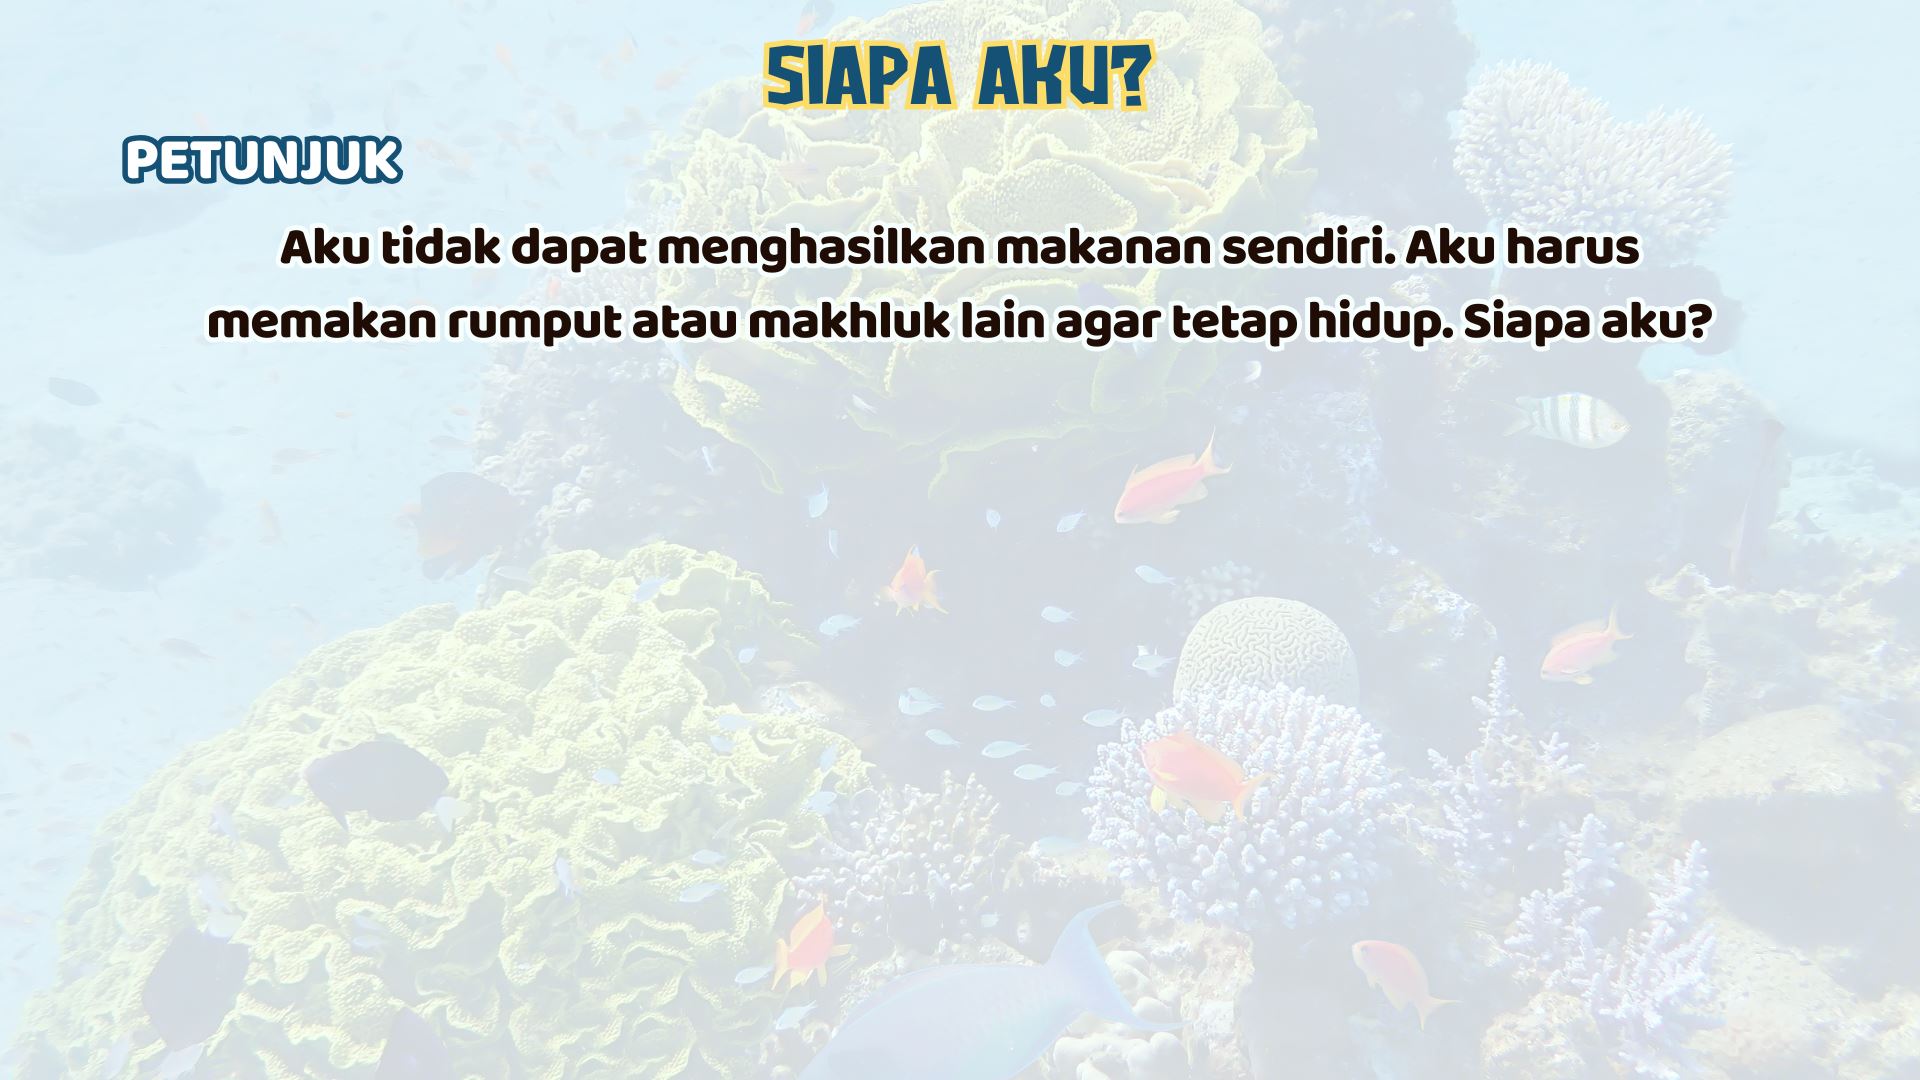 SIAPA AKU?
PETUNJUK
Aku tidak dapat menghasilkan makanan sendiri. Aku harus
memakan rumput atau makhluk lain agar tetap hidup. Siapa aku?